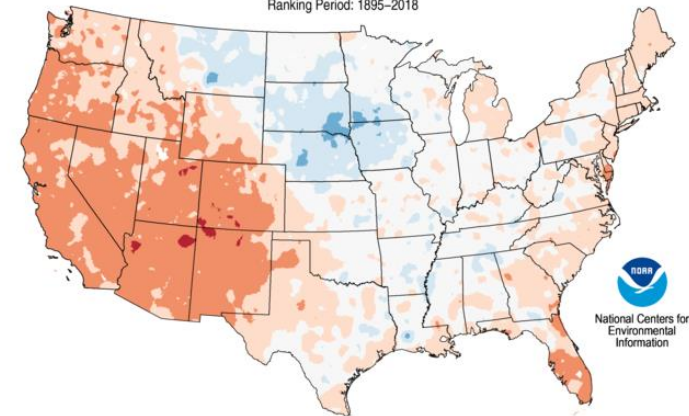 Ranking Period: 1895–2018
NOAA
National Centers for
Environmental
Information